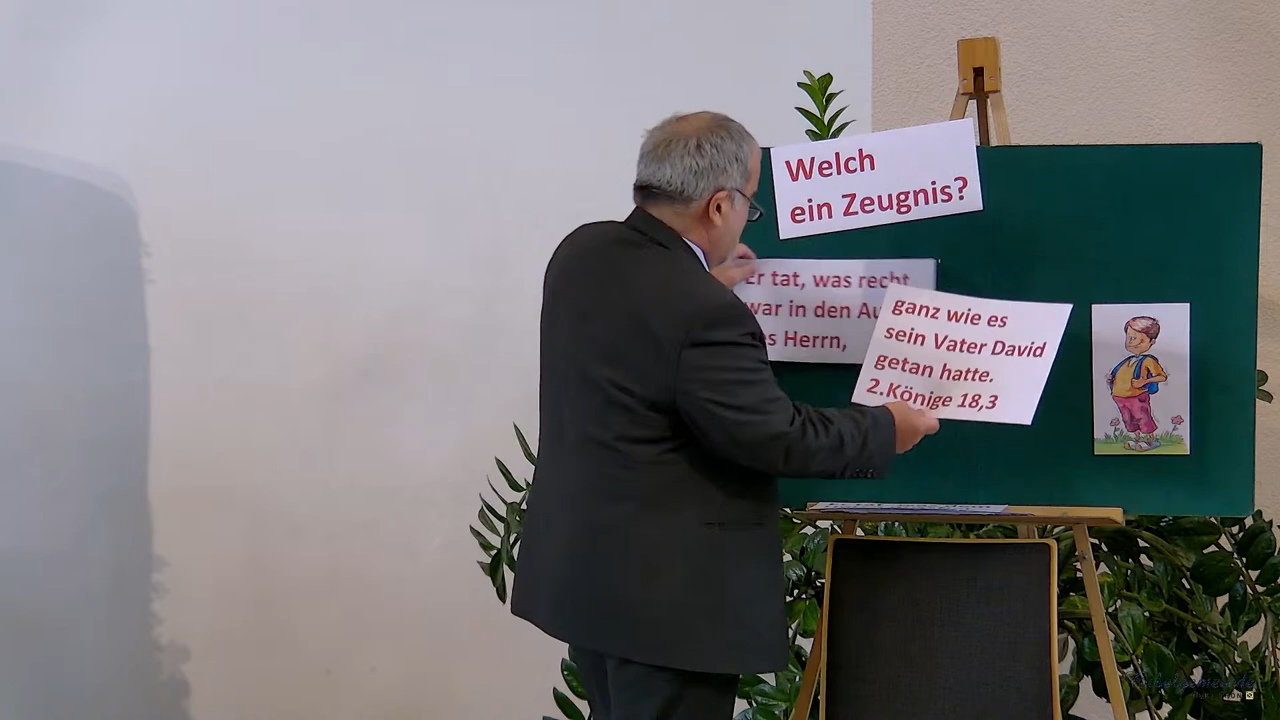 Welch
ein Zeugnis?
Er tat, was recht
war in den
Herrn,
ganz wie es
sein Vater David
getan hatte.
2.Könige 18,3